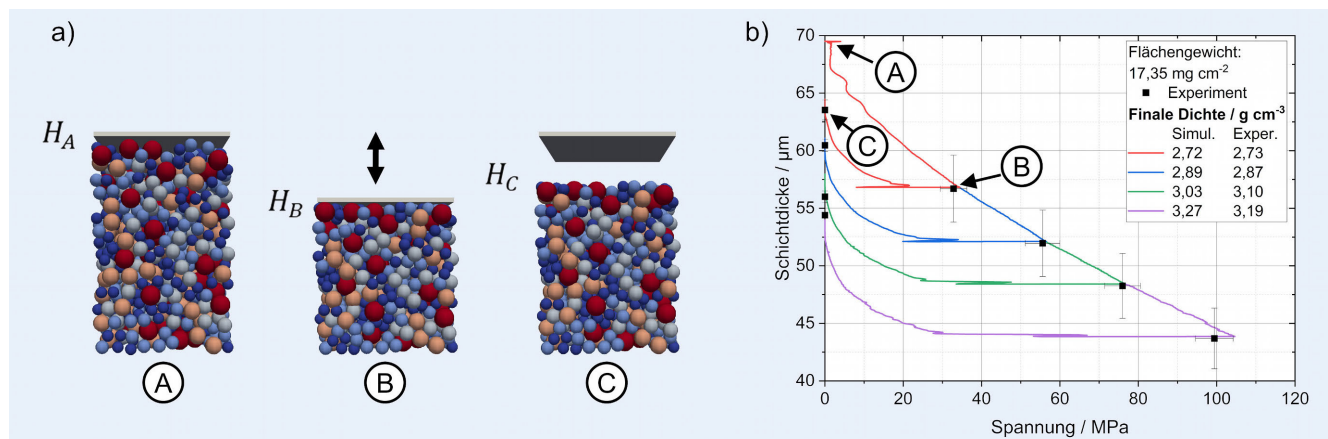 a)
H_A
H_B
H_C
A
B
C
b)
Schichtdicke / µm
70
65
60
55
50
45
40
0
20
40
60
80
100
120
Spannung / MPa
A
C
B
Flächengewicht:
17,35 mg cm⁻²
Experiment
Finale Dichte / g cm⁻³
Simul. Exper.
2,72 2,73
2,89 2,87
3,03 3,10
3,27 3,19